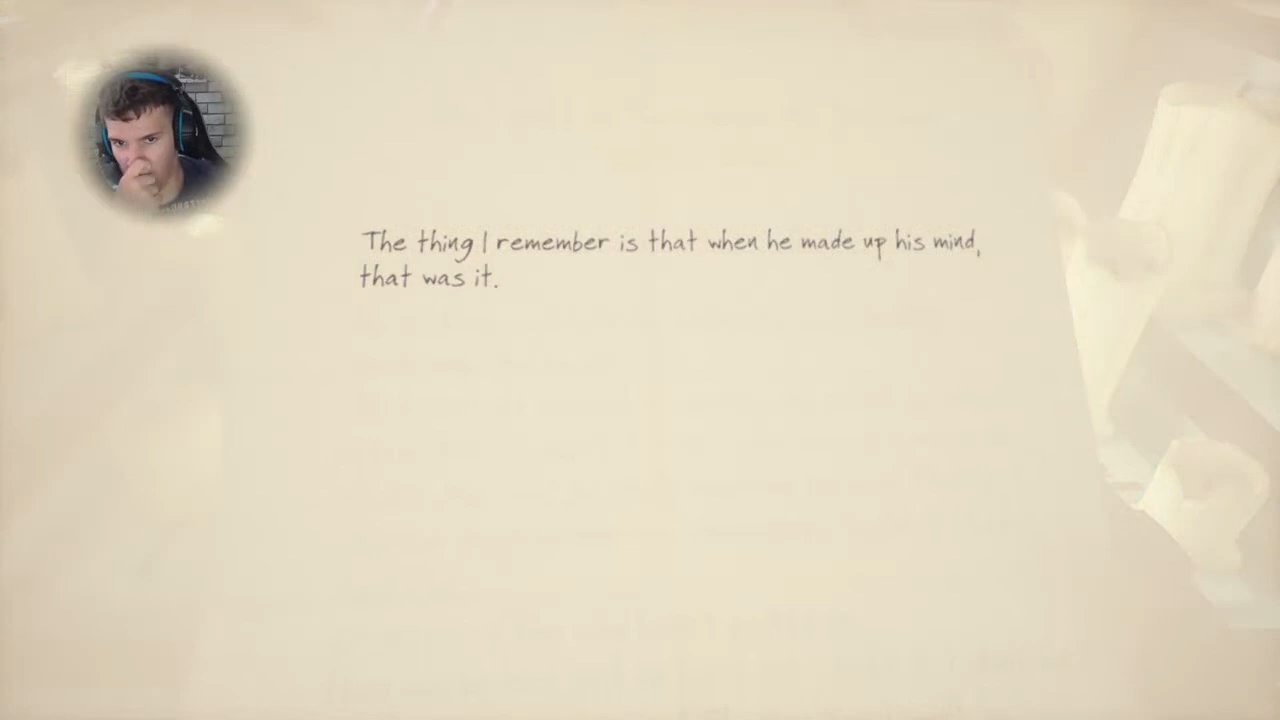 The thing I remember is that when he made up his mind,
that was it.